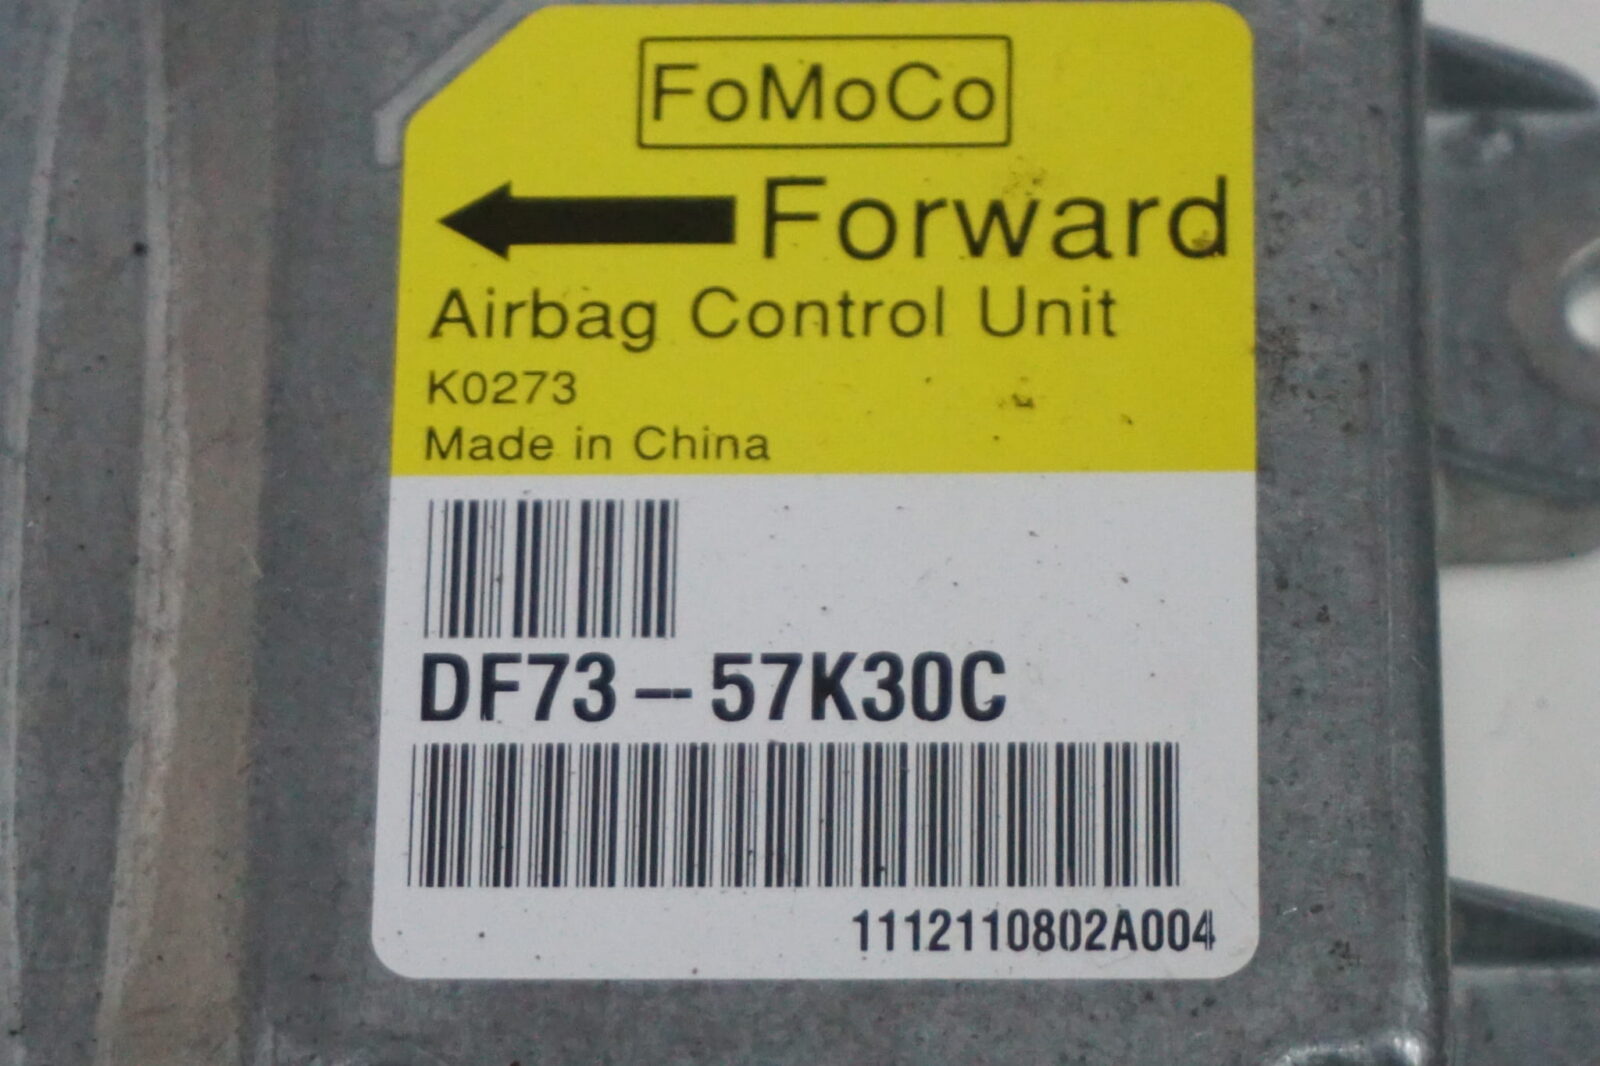 FoMoCo
Forward
Airbag Control Unit
K0273
Made in China
DF73-57K30C
1112110802A004